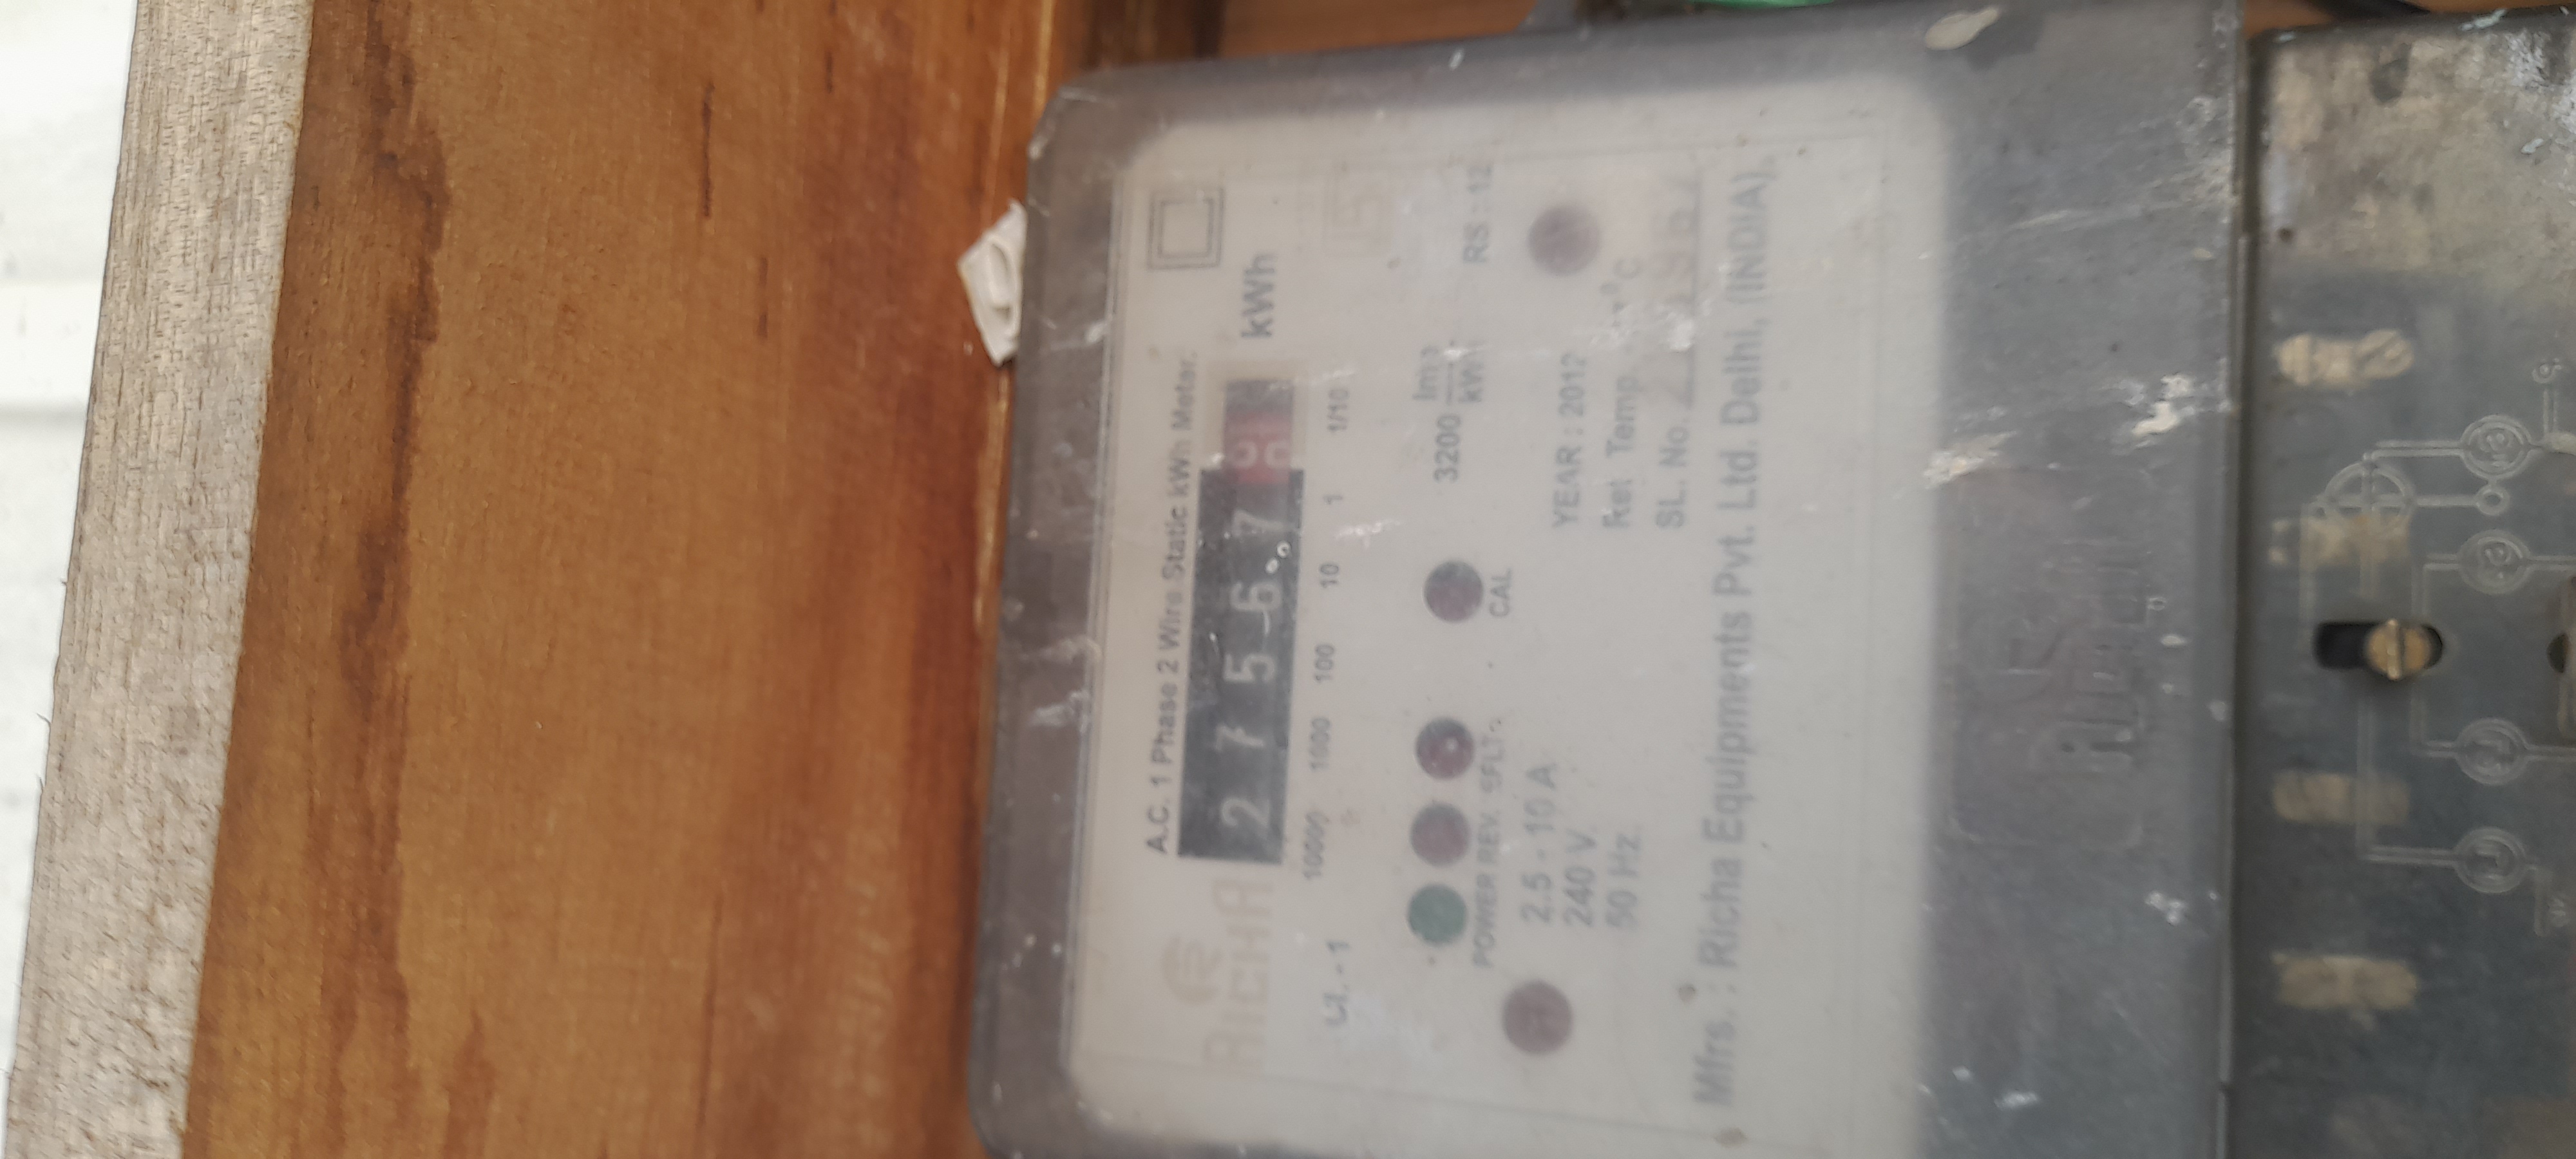 A.C. 1 Phase 2 Wire Static kWh Meter.
2 7 5 6 7 kWh
10000 1000 100 10 1 1/10
RICHA
CL.-1
3200 Imp/kWh RS : 12
POWER REV. CAL
2.5 - 10 A
240 V.
50 Hz.
YEAR : 2012
Ref. Temp.
SL. No.
Mfrs. : Richa Equipments Pvt. Ltd. Delhi, (INDIA).